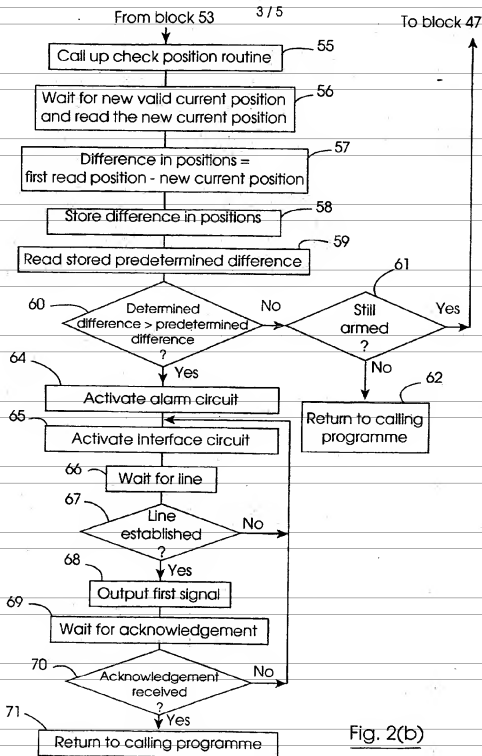 From block 53
3/5
To block 47
55
Call up check position routine
56
Wait for new valid current position
and read the new current position
57
Difference in positions =
first read position - new current position
58
Store difference in positions
59
Read stored predetermined difference
60
Determined
difference > predetermined
difference
?
No
61
Still
armed
?
Yes
No
62
Return to calling
programme
Yes
64
Activate alarm circuit
65
Activate interface circuit
66
Wait for line
67
Line
established
?
No
Yes
68
Output first signal
69
Wait for acknowledgement
70
Acknowledgement
received
?
No
Yes
71
Return to calling programme
Fig. 2(b)